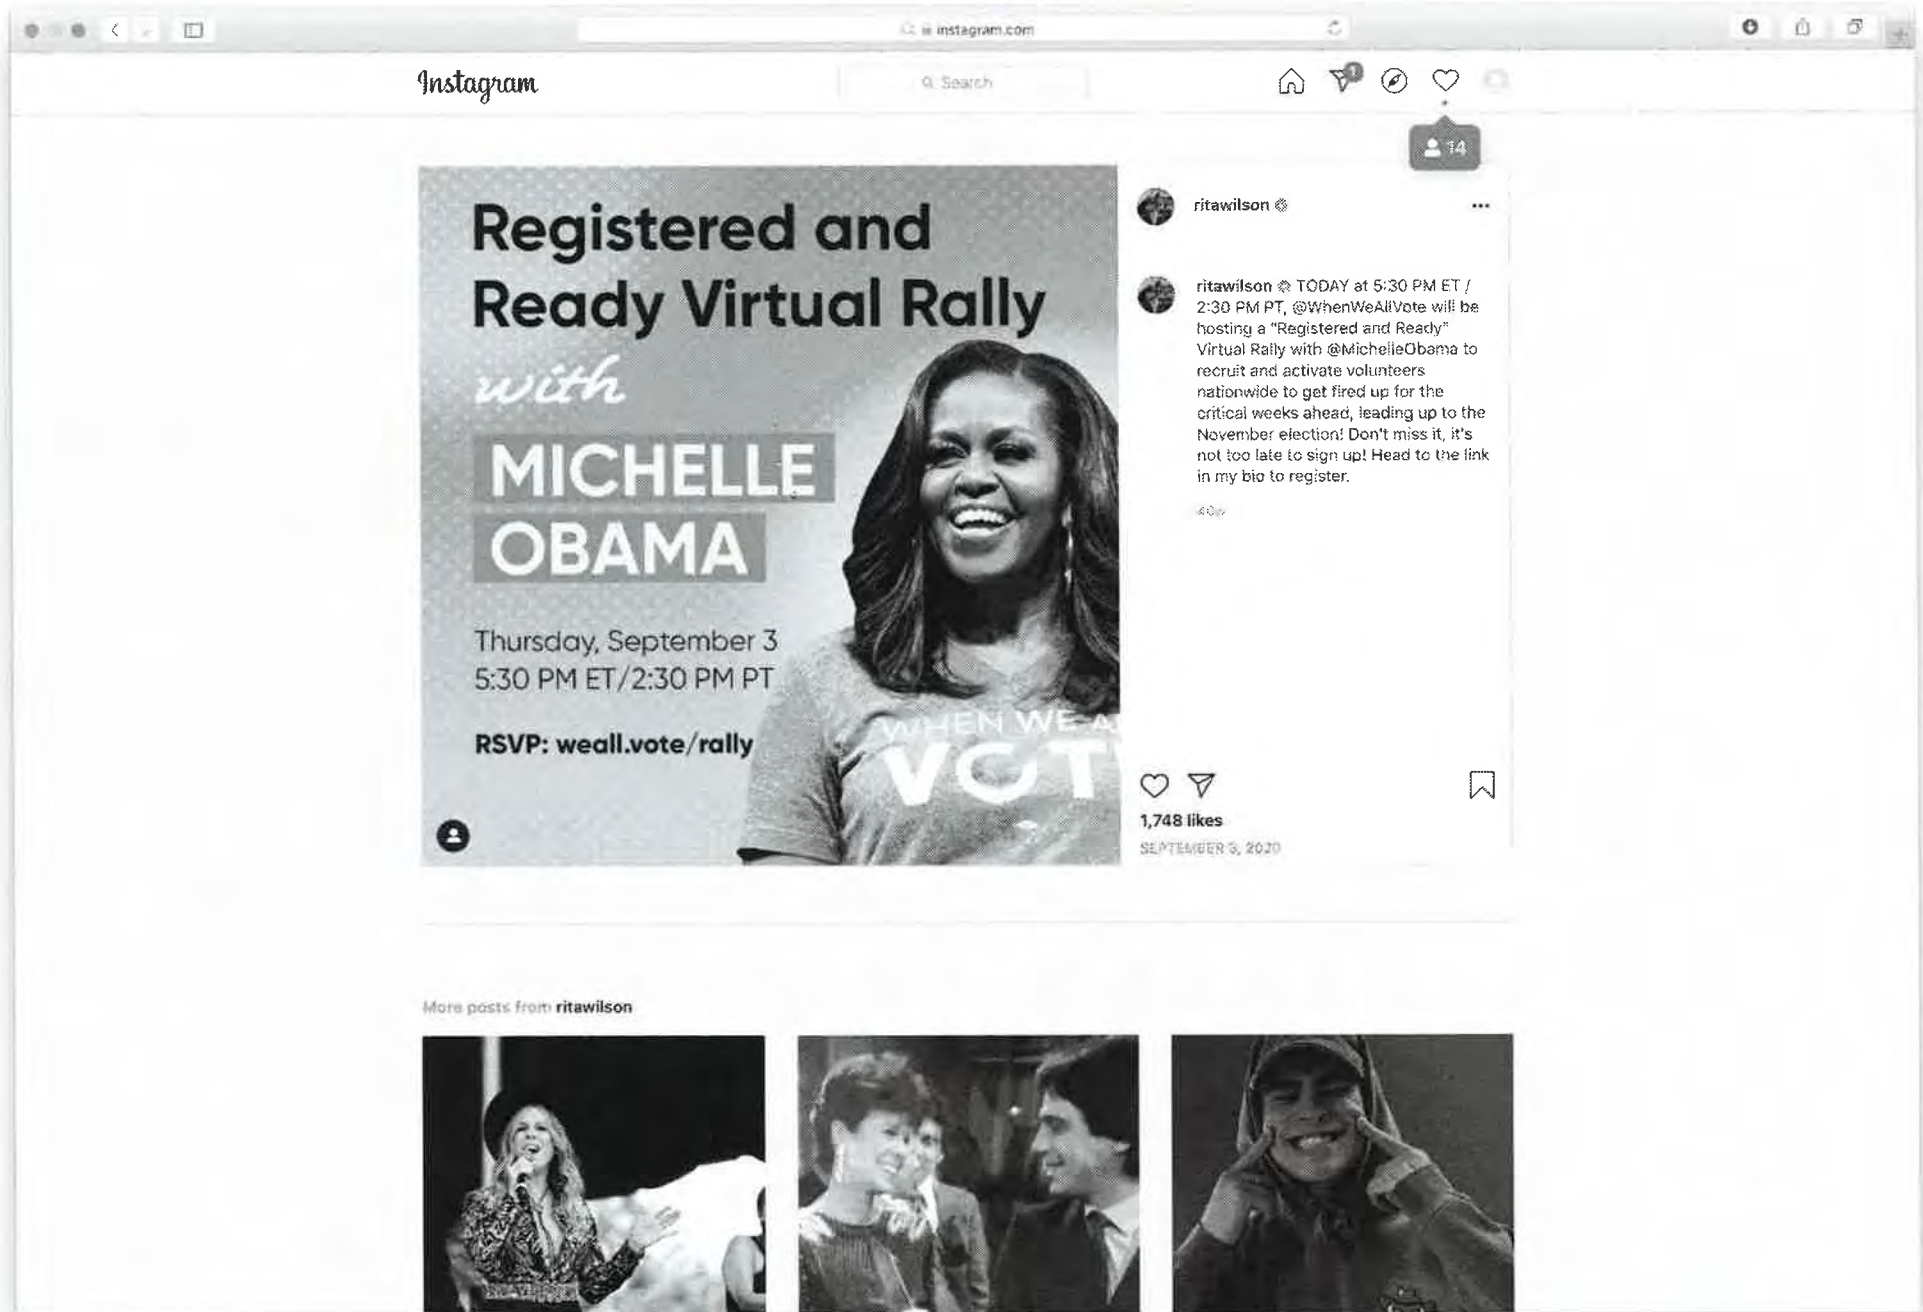 instagram.com
Instagram
Search
1
14
Registered and
Ready Virtual Rally
with
MICHELLE
OBAMA
Thursday, September 3
5:30 PM ET/2:30 PM PT
RSVP: weall.vote/rally
WHEN WE A
VOT
ritawilson
ritawilson TODAY at 5:30 PM ET /
2:30 PM PT, @WhenWeAllVote will be
hosting a "Registered and Ready"
Virtual Rally with @MichelleObama to
recruit and activate volunteers
nationwide to get fired up for the
critical weeks ahead, leading up to the
November election! Don't miss it, it's
not too late to sign up! Head to the link
in my bio to register.
1,748 likes
SEPTEMBER 3, 2020
More posts from ritawilson